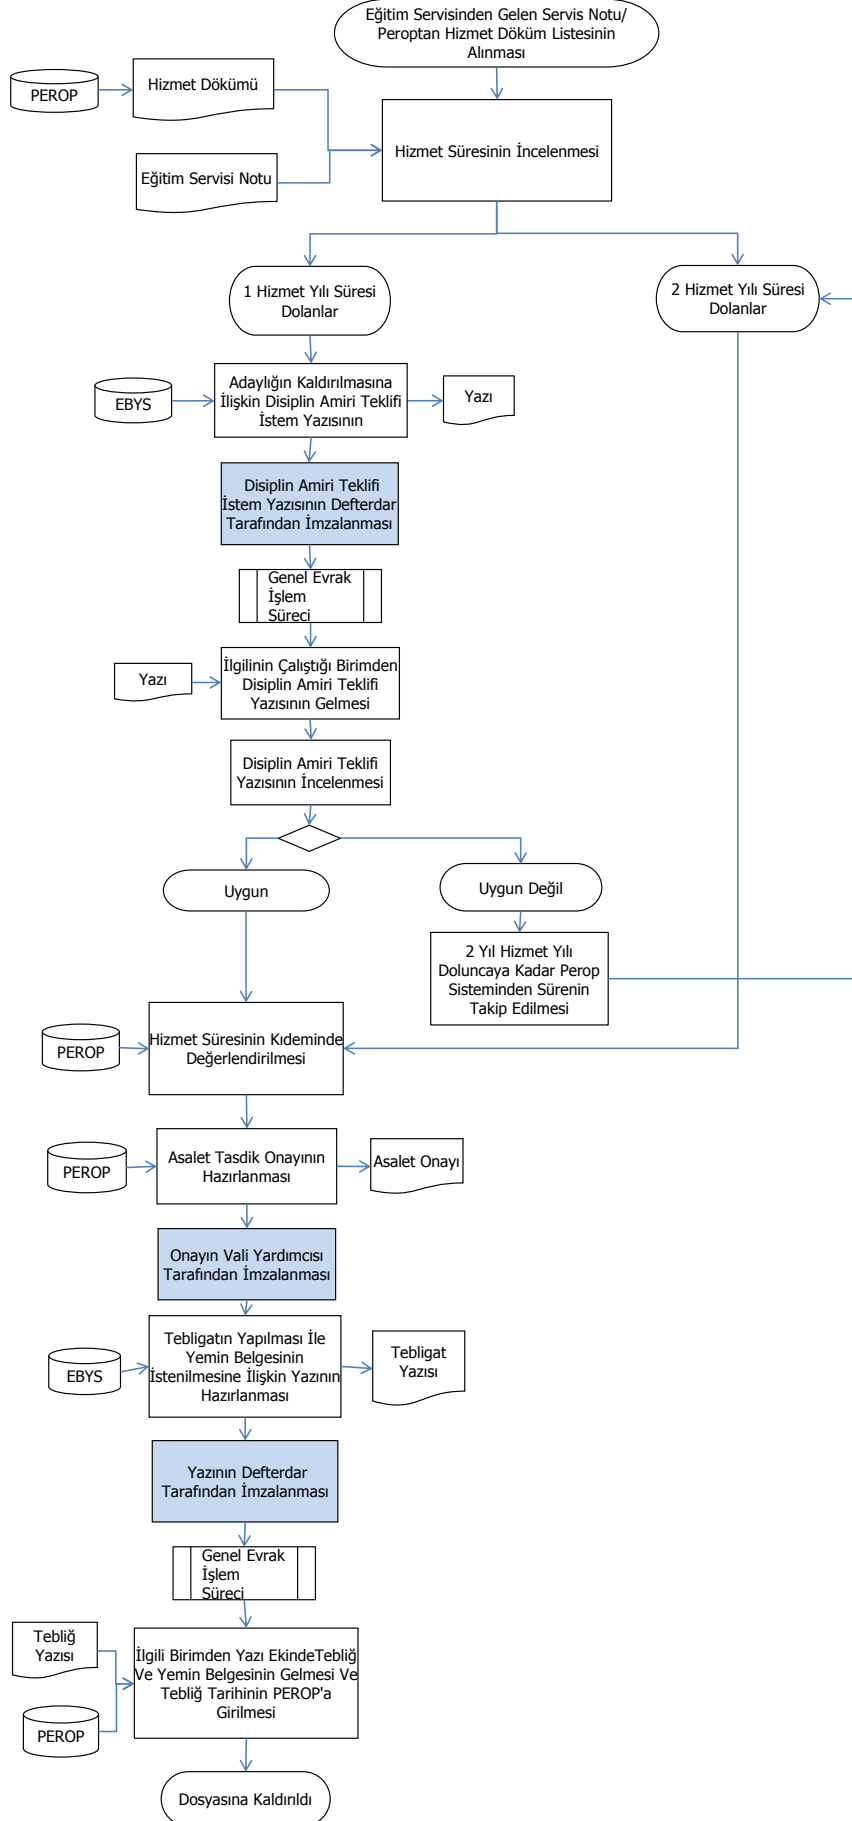 Eğitim Servisinden Gelen Servis Notu/
Peroptan Hizmet Döküm Listesinin
Alınması
PEROP
Hizmet Dökümü
Eğitim Servisi Notu
Hizmet Süresinin İncelenmesi
1 Hizmet Yılı Süresi
Dolanlar
2 Hizmet Yılı Süresi
Dolanlar
EBYS
Adaylığın Kaldırılmasına
İlişkin Disiplin Amiri Teklifi
İstem Yazısının
Yazı
Disiplin Amiri Teklifi
İstem Yazısının Defterdar
Tarafından İmzalanması
Genel Evrak
İşlem
Süreci
Yazı
İlgilinin Çalıştığı Birimden
Disiplin Amiri Teklifi
Yazısının Gelmesi
Disiplin Amiri Teklifi
Yazısının İncelenmesi
Uygun
Uygun Değil
2 Yıl Hizmet Yılı
Doluncaya Kadar Perop
Sisteminden Sürenin
Takip Edilmesi
PEROP
Hizmet Süresinin Kıdeminde
Değerlendirilmesi
PEROP
Asalet Tasdik Onayının
Hazırlanması
Asalet Onayı
Onayın Vali Yardımcısı
Tarafından İmzalanması
EBYS
Tebligatın Yapılması İle
Yemin Belgesinin
İstenilmesine İlişkin Yazının
Hazırlanması
Tebligat
Yazısı
Yazının Defterdar
Tarafından İmzalanması
Genel Evrak
İşlem
Süreci
Tebliğ
Yazısı
PEROP
İlgili Birimden Yazı EkindeTebliğ
Ve Yemin Belgesinin Gelmesi Ve
Tebliğ Tarihinin PEROP'a
Girilmesi
Dosyasına Kaldırıldı